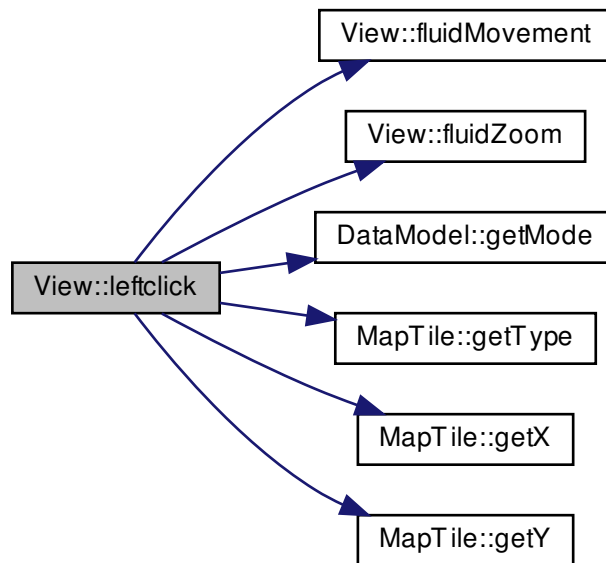 View::fluidMovement
View::fluidZoom
DataModel::getMode
View::leftclick
MapTile::getType
MapTile::getX
MapTile::getY